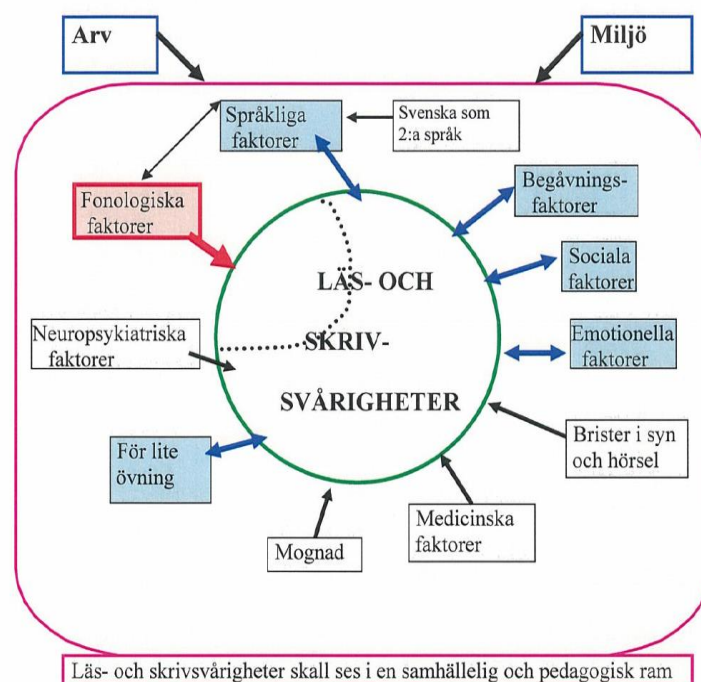 Arv
Miljö
Språkliga
faktorer
Svenska som
2:a språk
Fonologiska
faktorer
Begåvnings-
faktorer
Sociala
faktorer
LÄS- OCH
Neuropsykiatriska
faktorer
SKRIV-
Emotionella
faktorer
SVÅRIGHETER
För lite
övning
Brister i syn
och hörsel
Medicinska
faktorer
Mognad
Läs- och skrivsvårigheter skall ses i en samhällelig och pedagogisk ram